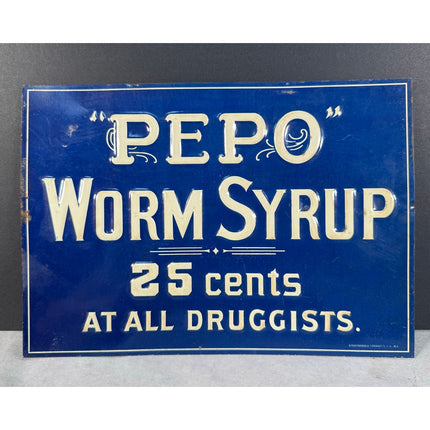 "PEPO"
WORM SYRUP
25 cents
AT ALL DRUGGISTS.